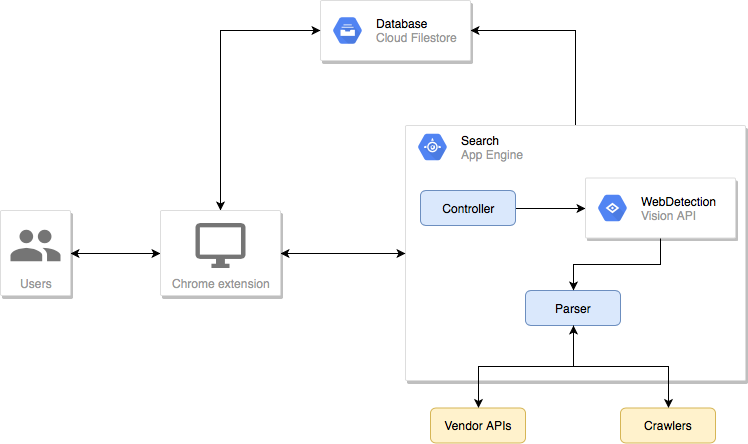 Database
Cloud Filestore
Search
App Engine
Controller
WebDetection
Vision API
Users
Chrome extension
Parser
Vendor APIs
Crawlers